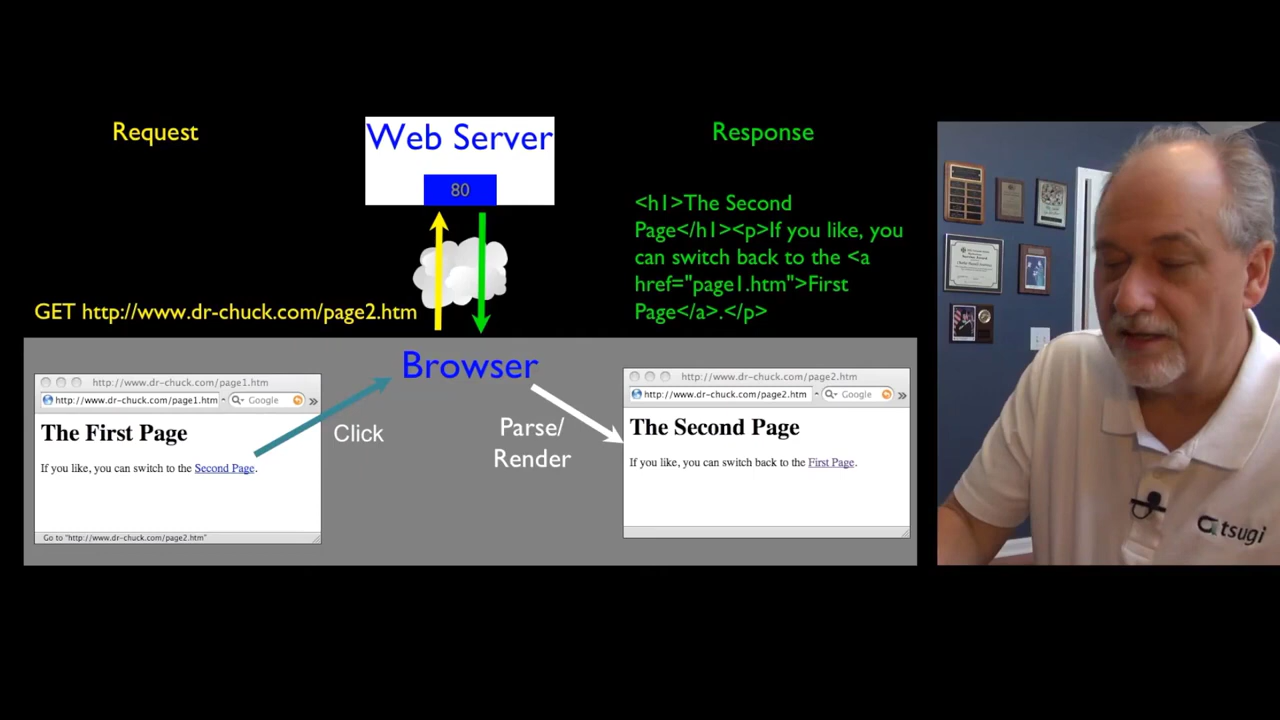 Request
Web Server
Response
80
<h1>The Second
Page</h1><p>If you like, you
can switch back to the <a
href="page1.htm">First
Page</a>.</p>
GET http://www.dr-chuck.com/page2.htm
Browser
http://www.dr-chuck.com/page1.htm
http://www.dr-chuck.com/page1.htm
Google
The First Page
If you like, you can switch to the Second Page.
Go to "http://www.dr-chuck.com/page2.htm"
Click
Parse/
Render
http://www.dr-chuck.com/page2.htm
http://www.dr-chuck.com/page2.htm
Google
The Second Page
If you like, you can switch back to the First Page.
tsugi